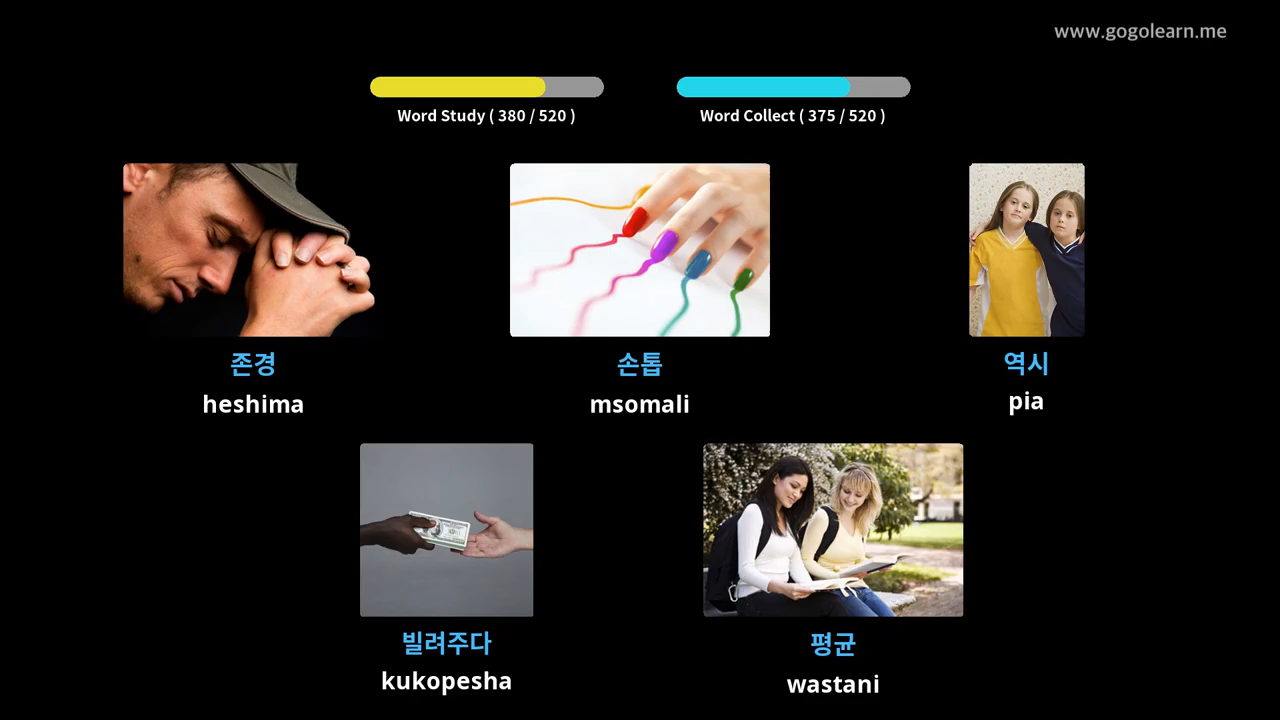 www.gogolearn.me
Word Study ( 380 / 520 )
Word Collect ( 375 / 520 )
존경
heshima
손톱
msomali
역시
pia
빌려주다
kukopesha
평균
wastani